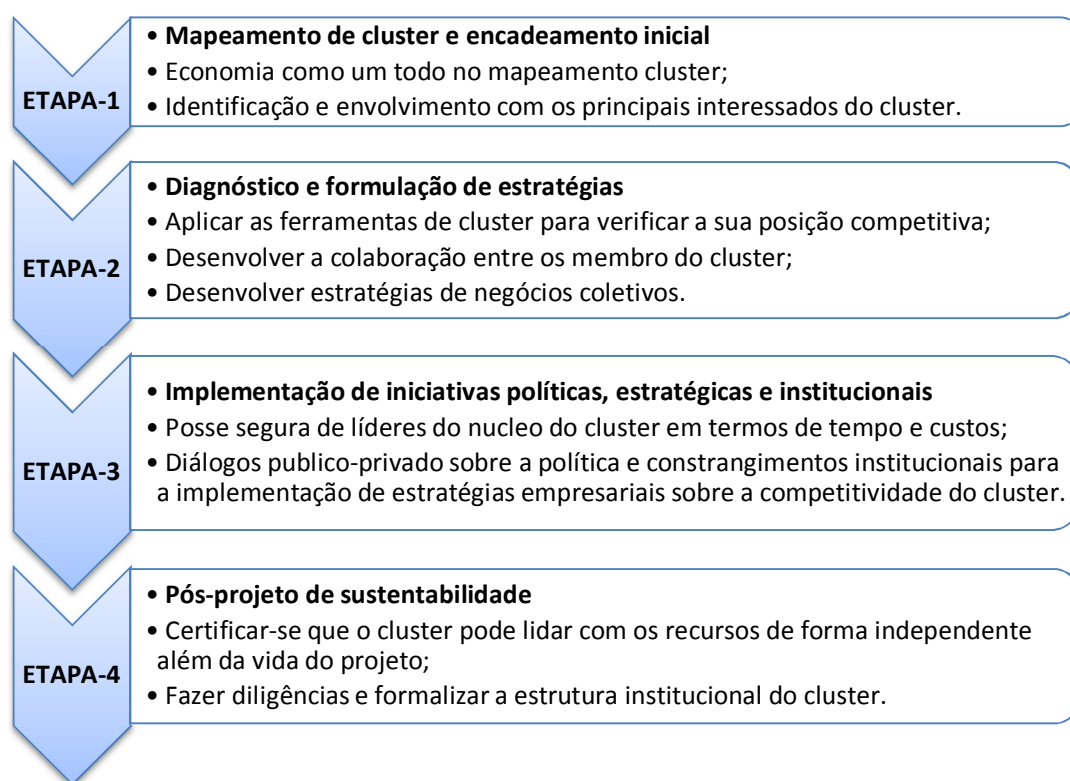 ETAPA-1
• Mapeamento de cluster e encadeamento inicial
• Economia como um todo no mapeamento cluster;
• Identificação e envolvimento com os principais interessados do cluster.
ETAPA-2
• Diagnóstico e formulação de estratégias
• Aplicar as ferramentas de cluster para verificar a sua posição competitiva;
• Desenvolver a colaboração entre os membro do cluster;
• Desenvolver estratégias de negócios coletivos.
ETAPA-3
• Implementação de iniciativas políticas, estratégicas e institucionais
• Posse segura de líderes do nucleo do cluster em termos de tempo e custos;
• Diálogos publico-privado sobre a política e constrangimentos institucionais para
a implementação de estratégias empresariais sobre a competitividade do cluster.
ETAPA-4
• Pós-projeto de sustentabilidade
• Certificar-se que o cluster pode lidar com os recursos de forma independente
além da vida do projeto;
• Fazer diligências e formalizar a estrutura institucional do cluster.